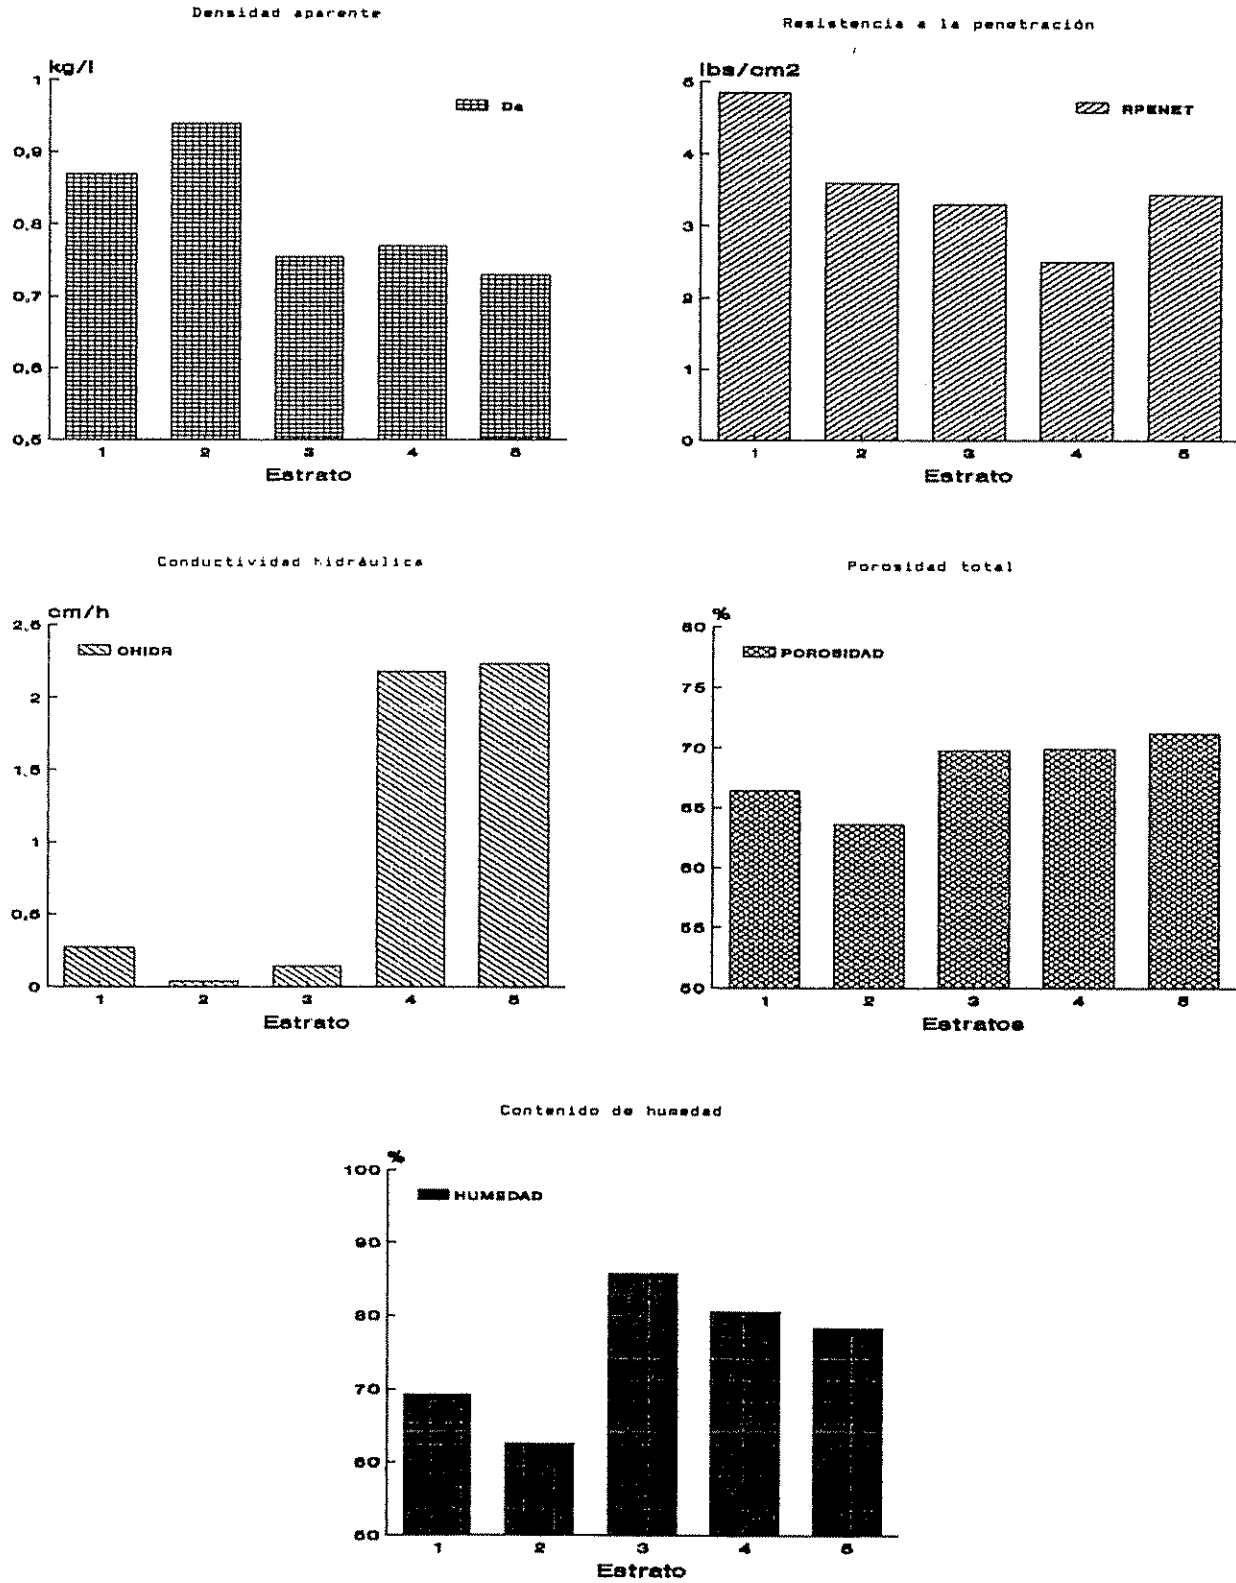 Densidad aparente
kg/l
1
0,9
0,8
0,7
0,6
0,5
Da
1 2 3 4 5
Estrato
Resistencia a la penetración
lbs/cm2
5
4
3
2
1
0
RPENET
1 2 3 4 5
Estrato
Conductividad hidráulica
cm/h
2,5
2
1,5
1
0,5
0
CHIDR
1 2 3 4 5
Estrato
Porosidad total
%
80
75
70
65
60
55
50
POROSIDAD
1 2 3 4 5
Estratos
Contenido de humedad
%
100
90
80
70
60
50
HUMEDAD
1 2 3 4 5
Estrato